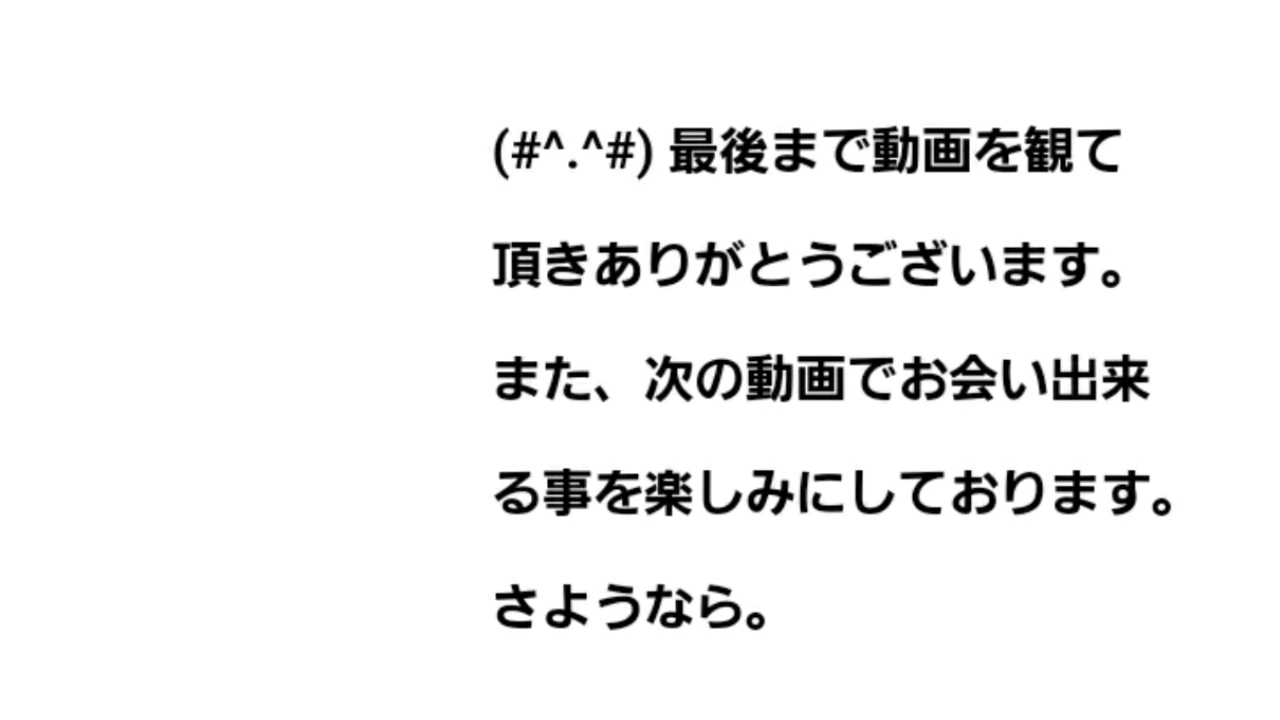 (#^.^#) 最後まで動画を観て
頂きありがとうございます。
また、次の動画でお会い出来
る事を楽しみにしております。
さようなら。